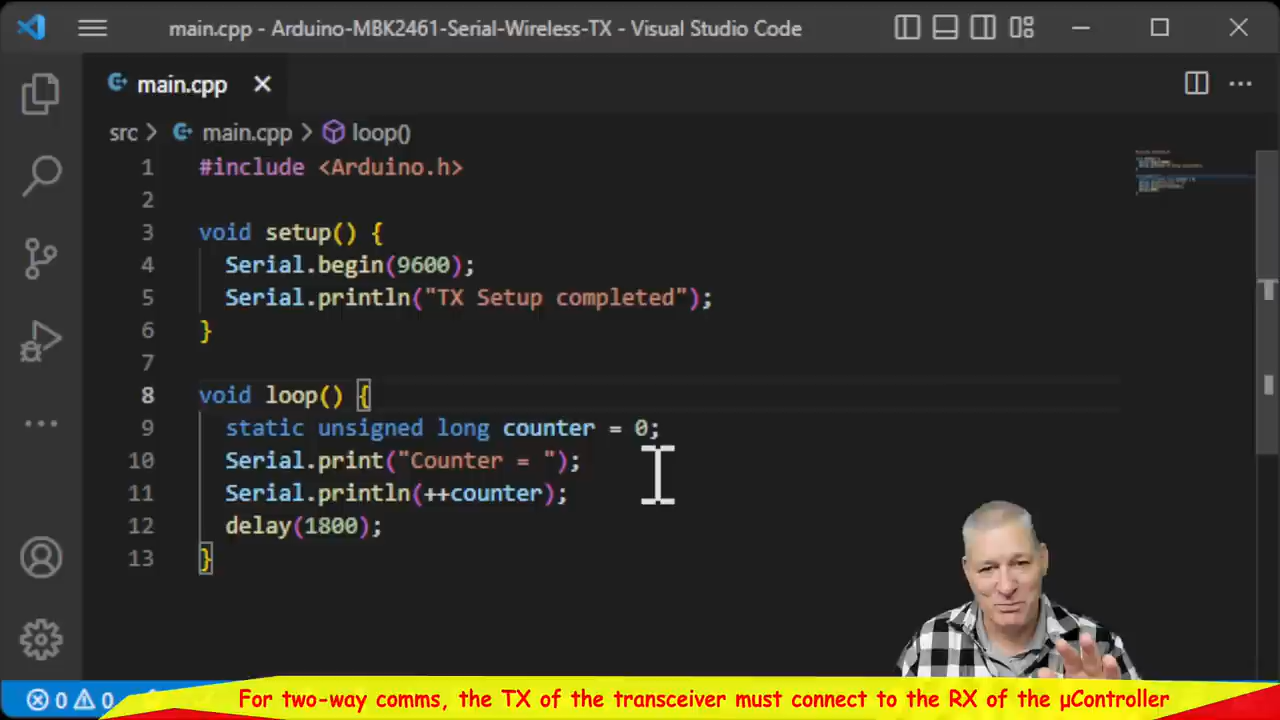 main.cpp - Arduino-MBK2461-Serial-Wireless-TX - Visual Studio Code
main.cpp
src > main.cpp > loop()
1 #include <Arduino.h>
2
3 void setup() {
4 Serial.begin(9600);
5 Serial.println("TX Setup completed");
6 }
7
8 void loop() {
9 static unsigned long counter = 0;
10 Serial.print("Counter = ");
11 Serial.println(++counter);
12 delay(1800);
13 }
0 0
For two-way comms, the TX of the transceiver must connect to the RX of the µController